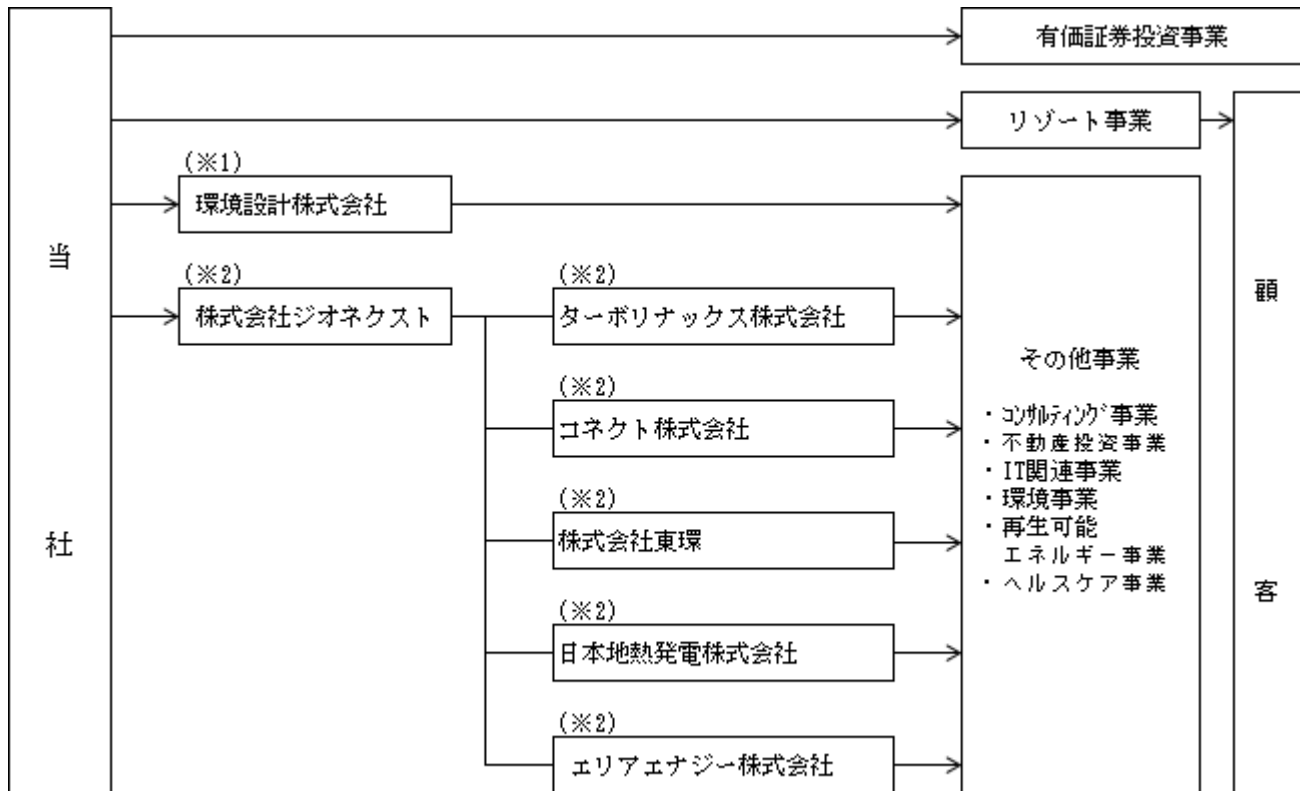 有価証券投資事業
リゾート事業
(※1)
環境設計株式会社
当
社
(※2)
株式会社ジオネクスト
(※2)
ターボリナックス株式会社
(※2)
コネクト株式会社
(※2)
株式会社東環
(※2)
日本地熱発電株式会社
(※2)
エリアエナジー株式会社
その他事業
・コンサルティング事業
・不動産投資事業
・IT関連事業
・環境事業
・再生可能
エネルギー事業
・ヘルスケア事業
顧
客